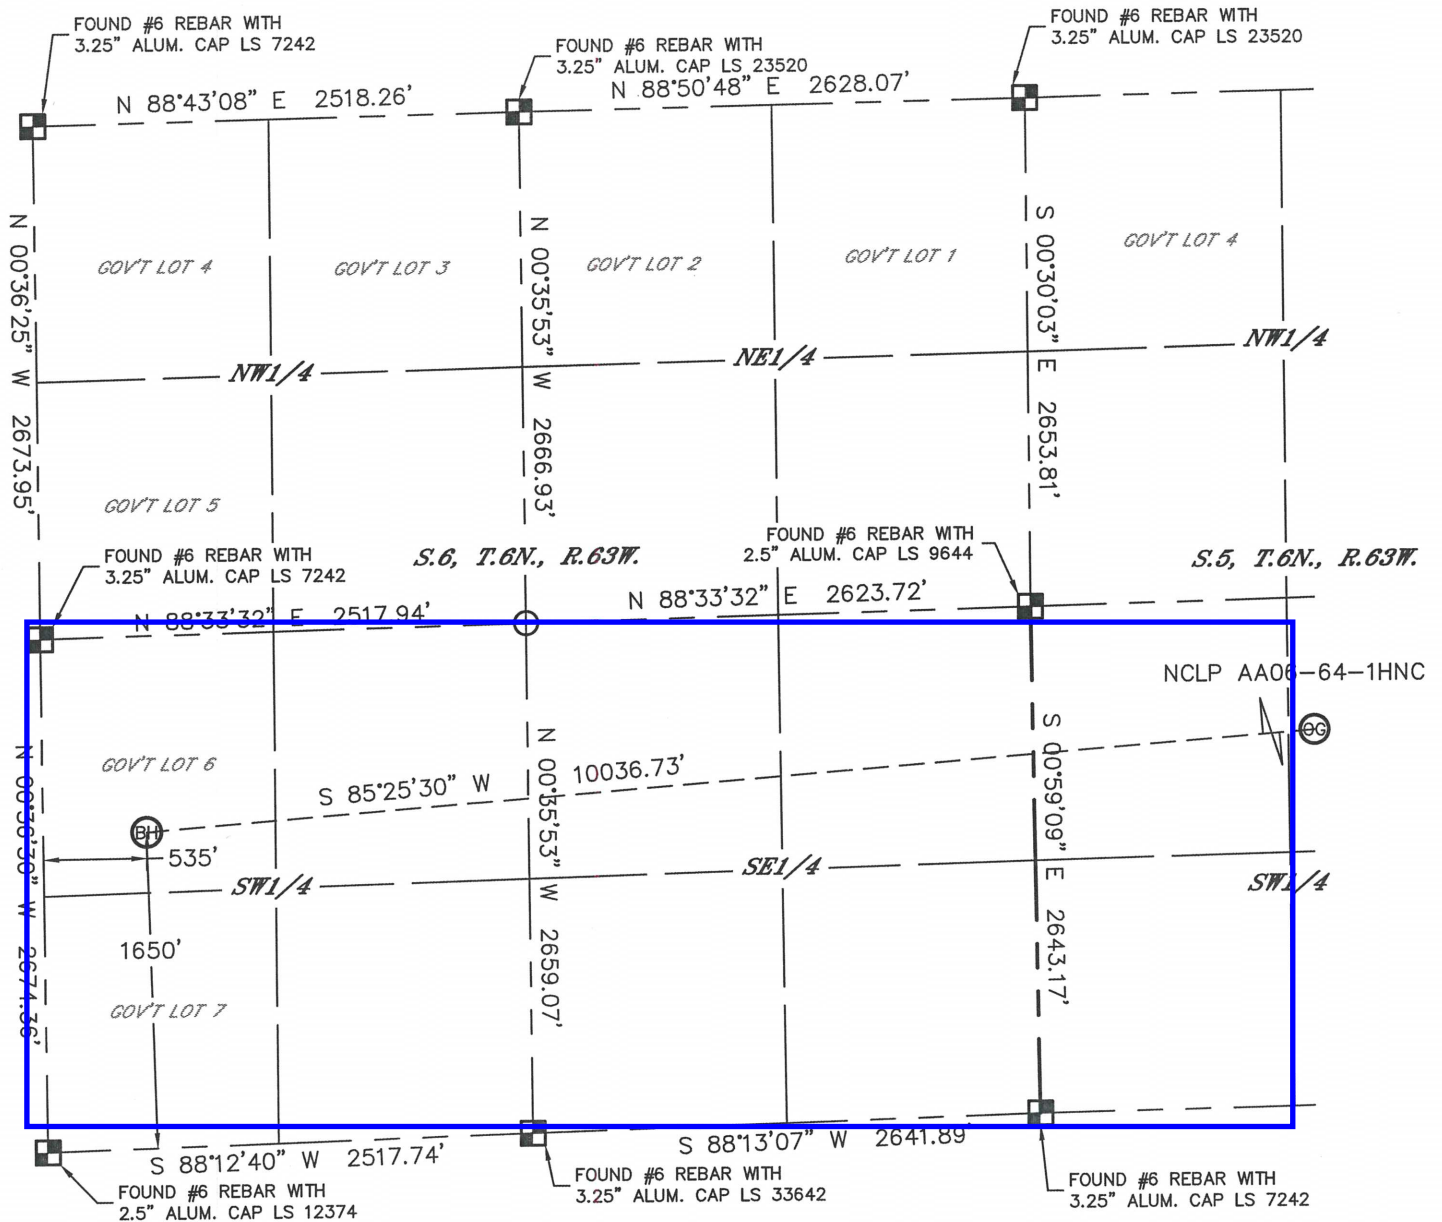 FOUND #6 REBAR WITH
3.25" ALUM. CAP LS 7242
FOUND #6 REBAR WITH
3.25" ALUM. CAP LS 23520
FOUND #6 REBAR WITH
3.25" ALUM. CAP LS 23520
N 88°43'08" E 2518.26'
N 88°50'48" E 2628.07'
N 00°36'25" W 2673.95'
N 00°35'53" W 2666.93'
S 00°30'03" E 2653.81'
GOV'T LOT 4
GOV'T LOT 3
GOV'T LOT 2
GOV'T LOT 1
GOV'T LOT 4
NW1/4
NE1/4
NW1/4
GOV'T LOT 5
FOUND #6 REBAR WITH
3.25" ALUM. CAP LS 7242
S.6, T.6N., R.63W.
FOUND #6 REBAR WITH
2.5" ALUM. CAP LS 9644
S.5, T.6N., R.63W.
N 88°33'32" E 2517.94'
N 88°33'32" E 2623.72'
NCLP AA06-64-1HNC
OG
N 00°36'30" W 2674.36'
GOV'T LOT 6
S 85°25'30" W 10036.73'
N 00°35'53" W 2659.07'
S 00°59'09" E 2643.17'
BH
535'
SW1/4
SE1/4
SW1/4
1650'
GOV'T LOT 7
S 88°12'40" W 2517.74'
S 88°13'07" W 2641.89
FOUND #6 REBAR WITH
2.5" ALUM. CAP LS 12374
FOUND #6 REBAR WITH
3.25" ALUM. CAP LS 33642
FOUND #6 REBAR WITH
3.25" ALUM. CAP LS 7242